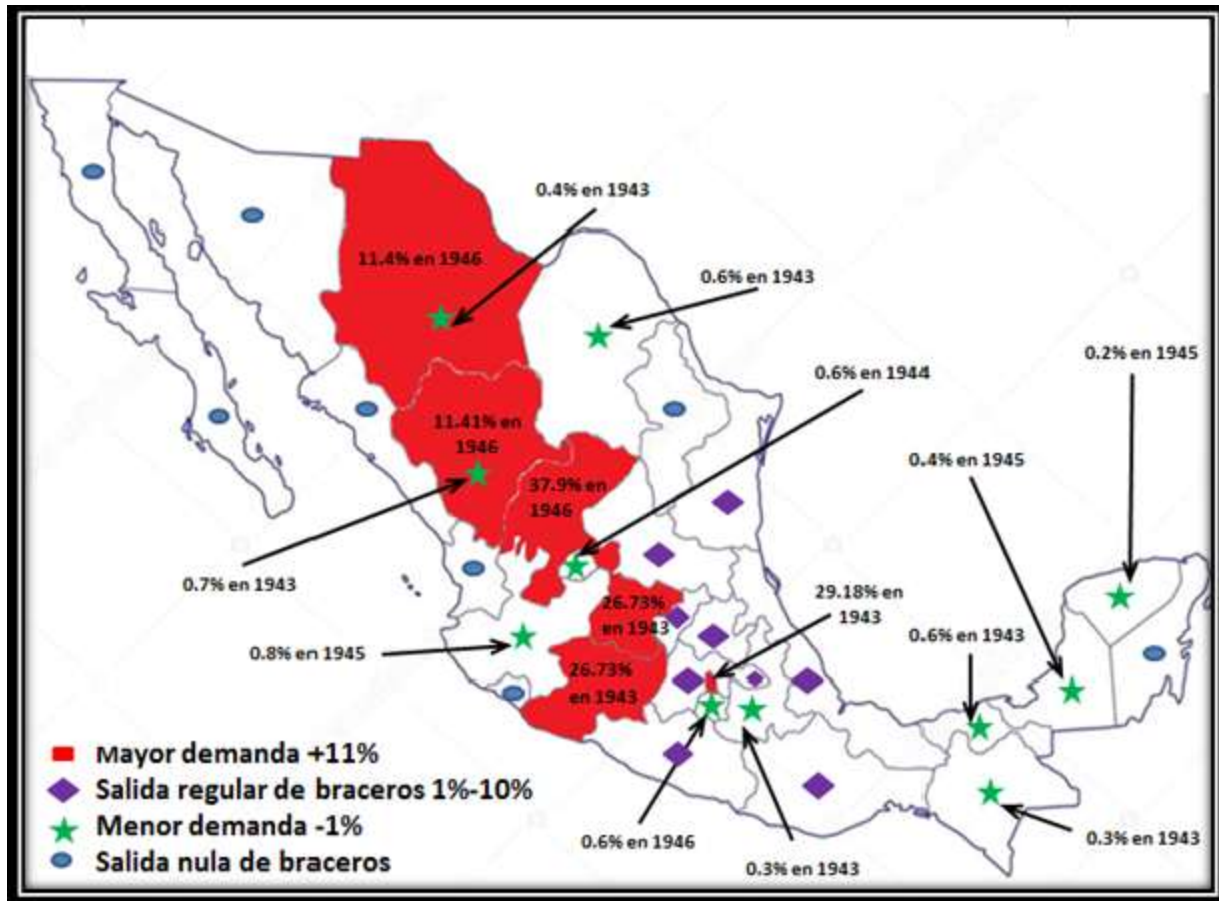 0.4% en 1943
11.4% en 1946
0.6% en 1943
0.2% en 1945
0.6% en 1944
11.41% en
1946
0.4% en 1945
37.9% en
1946
0.7% en 1943
29.18% en
1943
26.73%
en 1943
0.6% en 1943
0.8% en 1945
26.73%
en 1943
Mayor demanda +11%
Salida regular de braceros 1%-10%
Menor demanda -1%
Salida nula de braceros
0.6% en 1946
0.3% en 1943
0.3% en 1943